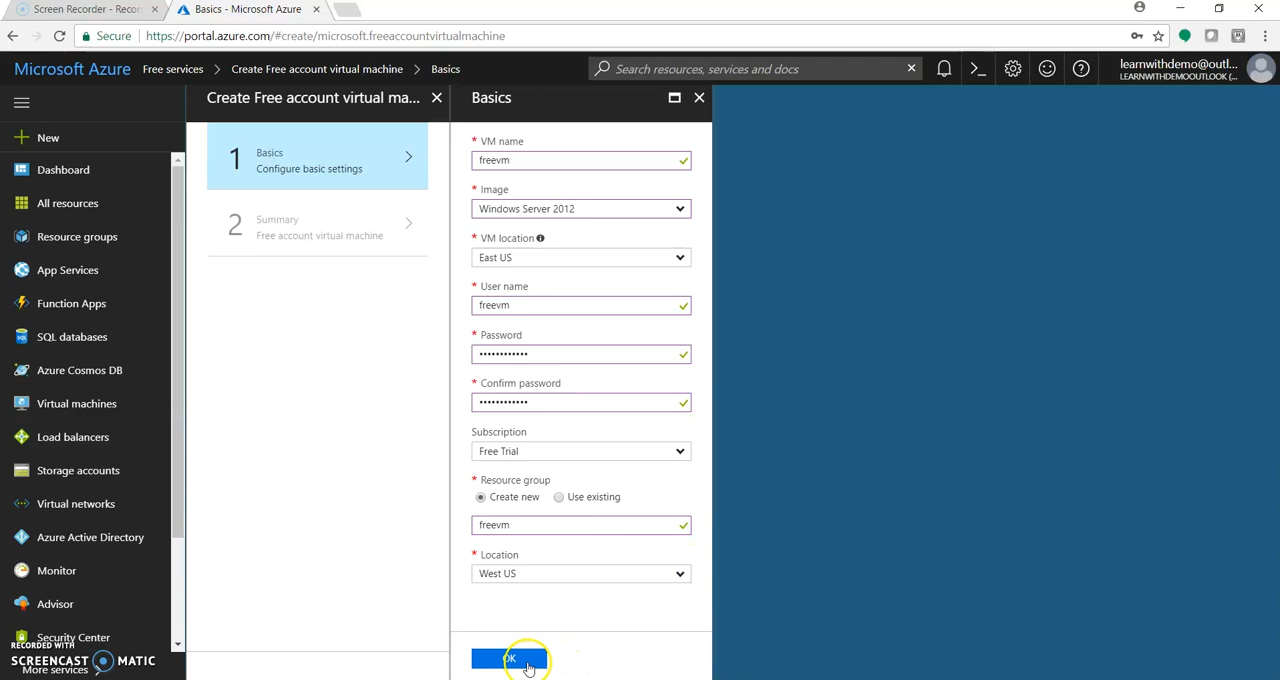 Screen Recorder - Recor
Basics - Microsoft Azure
Secure
https://portal.azure.com/#create/microsoft.freeaccountvirtualmachine
Microsoft Azure
Free services > Create Free account virtual machine > Basics
Search resources, services and docs
learnwithdemo@outl...
LEARNWITHDEMOOUTLOOK (...
New
Dashboard
All resources
Resource groups
App Services
Function Apps
SQL databases
Azure Cosmos DB
Virtual machines
Load balancers
Storage accounts
Virtual networks
Azure Active Directory
Monitor
Advisor
Security Center
More services
RECORDED WITH
SCREENCAST MATIC
Create Free account virtual ma...
1
Basics
Configure basic settings
2
Summary
Free account virtual machine
Basics
* VM name
freevm
* Image
Windows Server 2012
* VM location
East US
* User name
freevm
* Password
••••••••••••
* Confirm password
••••••••••••
Subscription
Free Trial
* Resource group
Create new Use existing
freevm
* Location
West US
OK